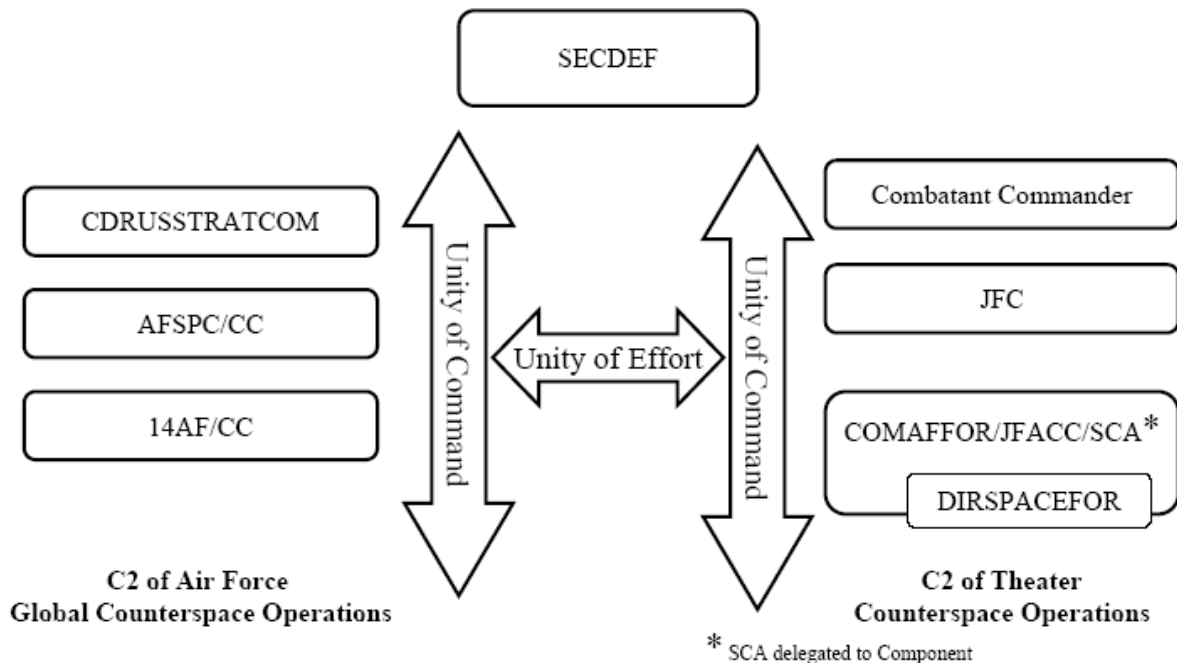 SECDEF
CDRUSSTRATCOM
AFSPC/CC
14AF/CC
Unity of Command
Unity of Effort
Unity of Command
Combatant Commander
JFC
COMAFFOR/JFACC/SCA*
DIRSPACEFOR
C2 of Air Force
Global Counterspace Operations
C2 of Theater
Counterspace Operations
* SCA delegated to Component